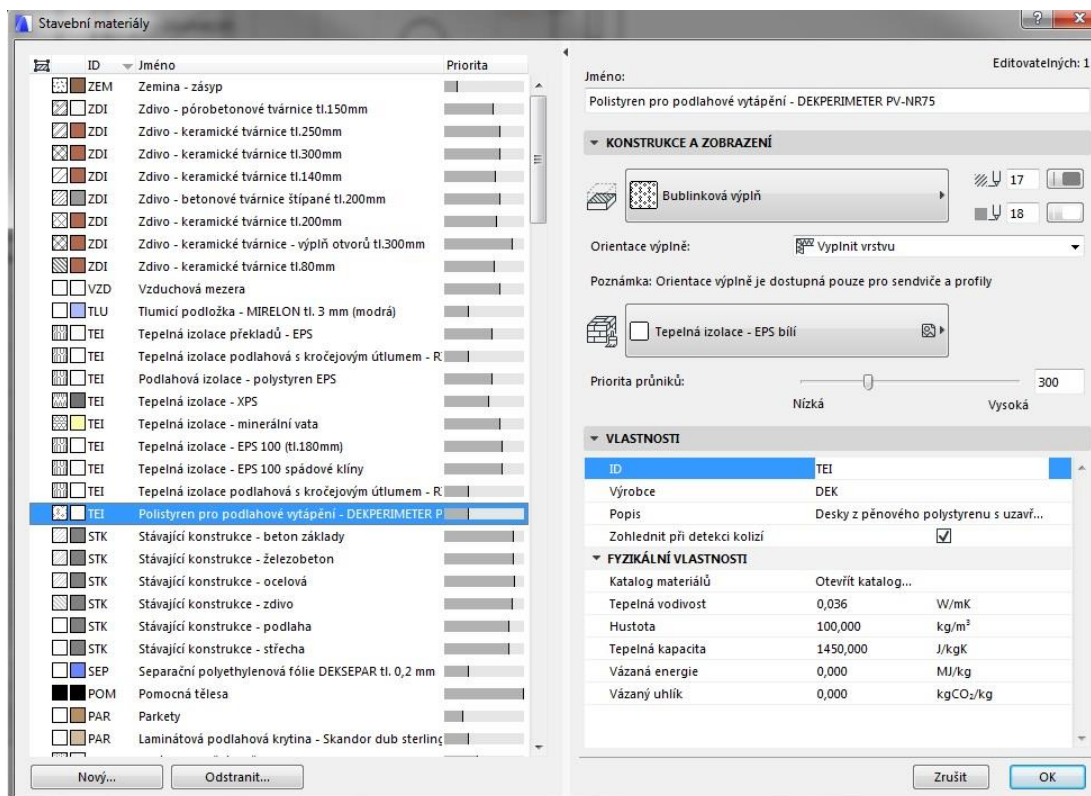 Stavební materiály
ID Jméno Priorita
ZEM Zemina - zásyp
ZDI Zdivo - pórobetonové tvárnice tl.150mm
ZDI Zdivo - keramické tvárnice tl.250mm
ZDI Zdivo - keramické tvárnice tl.300mm
ZDI Zdivo - keramické tvárnice tl.140mm
ZDI Zdivo - betonové tvárnice štípané tl.200mm
ZDI Zdivo - keramické tvárnice tl.200mm
ZDI Zdivo - keramické tvárnice - výplň otvorů tl.300mm
ZDI Zdivo - keramické tvárnice tl.80mm
VZD Vzduchová mezera
TLU Tlumicí podložka - MIRELON tl. 3 mm (modrá)
TEI Tepelná izolace překladů - EPS
TEI Tepelná izolace podlahová s kročejovým útlumem - R
TEI Podlahová izolace - polystyren EPS
TEI Tepelná izolace - XPS
TEI Tepelná izolace - minerální vata
TEI Tepelná izolace - EPS 100 (tl.180mm)
TEI Tepelná izolace - EPS 100 spádové klíny
TEI Tepelná izolace podlahová s kročejovým útlumem - R
TEI Polistyren pro podlahové vytápění - DEKPERIMETER P
STK Stávající konstrukce - beton základy
STK Stávající konstrukce - železobeton
STK Stávající konstrukce - ocelová
STK Stávající konstrukce - zdivo
STK Stávající konstrukce - podlaha
STK Stávající konstrukce - střecha
SEP Separační polyethylenová fólie DEKSEPAR tl. 0,2 mm
POM Pomocná tělesa
PAR Parkety
PAR Laminátová podlahová krytina - Skandor dub sterling
Nový...
Odstranit...
Editovatelných: 1
Jméno:
Polistyren pro podlahové vytápění - DEKPERIMETER PV-NR75
KONSTRUKCE A ZOBRAZENÍ
Bublinková výplň
17
18
Orientace výplně: Vyplnit vrstvu
Poznámka: Orientace výplně je dostupná pouze pro sendviče a profily
Tepelná izolace - EPS bílí
Priorita průniků: 300
Nízká Vysoká
VLASTNOSTI
ID TEI
Výrobce DEK
Popis Desky z pěnového polystyrenu s uzavř...
Zohlednit při detekci kolizí
FYZIKÁLNÍ VLASTNOSTI
Katalog materiálů Otevřít katalog...
Tepelná vodivost 0,036 W/mK
Hustota 100,000 kg/m³
Tepelná kapacita 1450,000 J/kgK
Vázaná energie 0,000 MJ/kg
Vázaný uhlík 0,000 kgCO₂/kg
Zrušit
OK